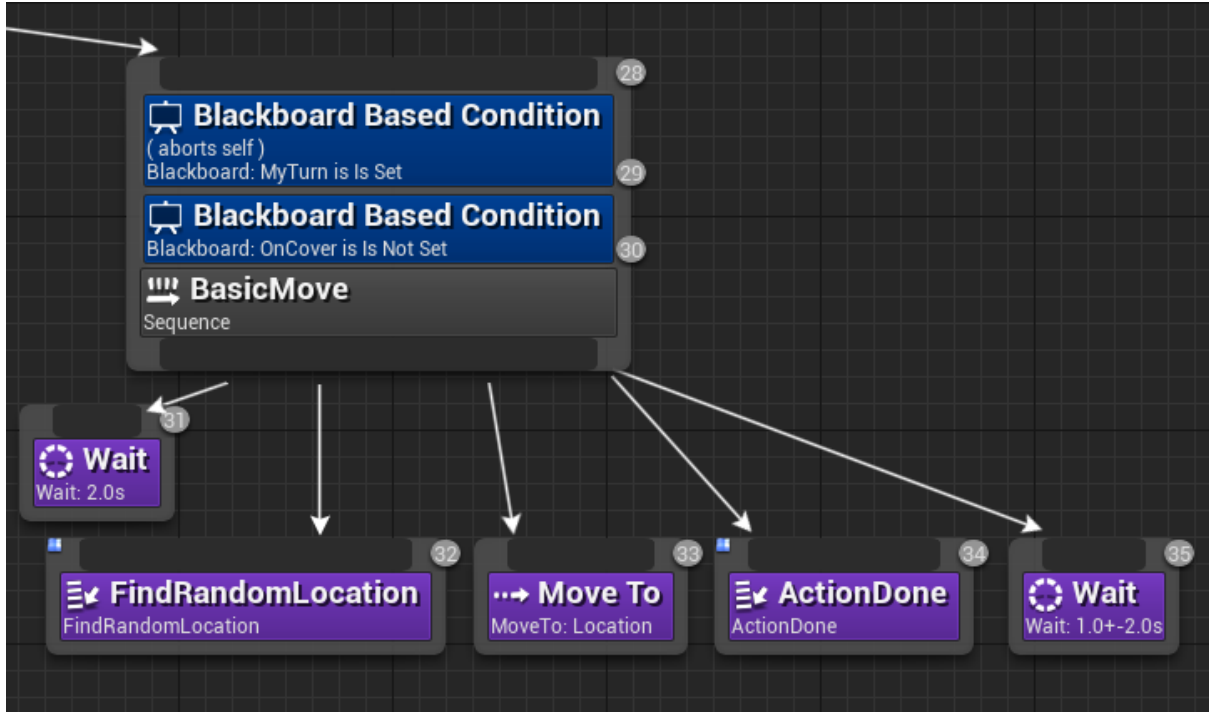 28
Blackboard Based Condition
( aborts self )
Blackboard: MyTurn is Is Set
29
Blackboard Based Condition
Blackboard: OnCover is Is Not Set
30
BasicMove
Sequence
31
Wait
Wait: 2.0s
32
FindRandomLocation
FindRandomLocation
33
Move To
MoveTo: Location
34
ActionDone
ActionDone
35
Wait
Wait: 1.0+-2.0s